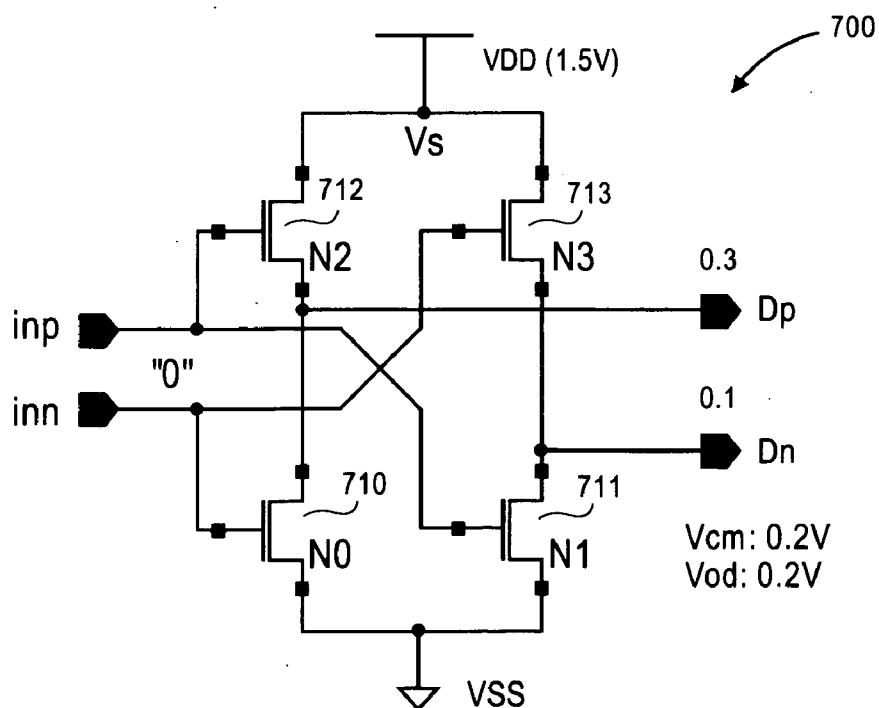 700
VDD (1.5V)
Vs
712
713
N2
N3
0.3
inp
Dp
"0"
0.1
inn
Dn
710
711
N0
N1
Vcm: 0.2V
Vod: 0.2V
VSS